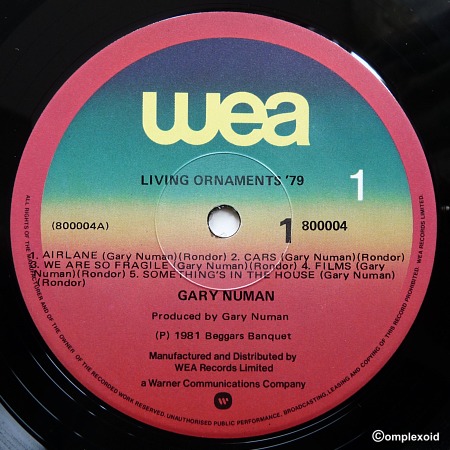 wea
LIVING ORNAMENTS '79
1
(800004A)
1 800004
1. AIRLANE (Gary Numan)(Rondor) 2. CARS (Gary Numan)(Rondor)
3. WE ARE SO FRAGILE (Gary Numan)(Rondor) 4. FILMS (Gary
Numan)(Rondor) 5. SOMETHING'S IN THE HOUSE (Gary Numan)
(Rondor)
GARY NUMAN
Produced by Gary Numan
(P) 1981 Beggars Banquet
Manufactured and Distributed by
WEA Records Limited
a Warner Communications Company
ALL RIGHTS OF THE MANUFACTURER AND OF THE OWNER OF THE RECORDED WORK RESERVED. UNAUTHORISED PUBLIC PERFORMANCE, BROADCASTING, LEASING AND COPYING OF THIS RECORD PROHIBITED. WEA RECORDS LIMITED.
©omplexoid